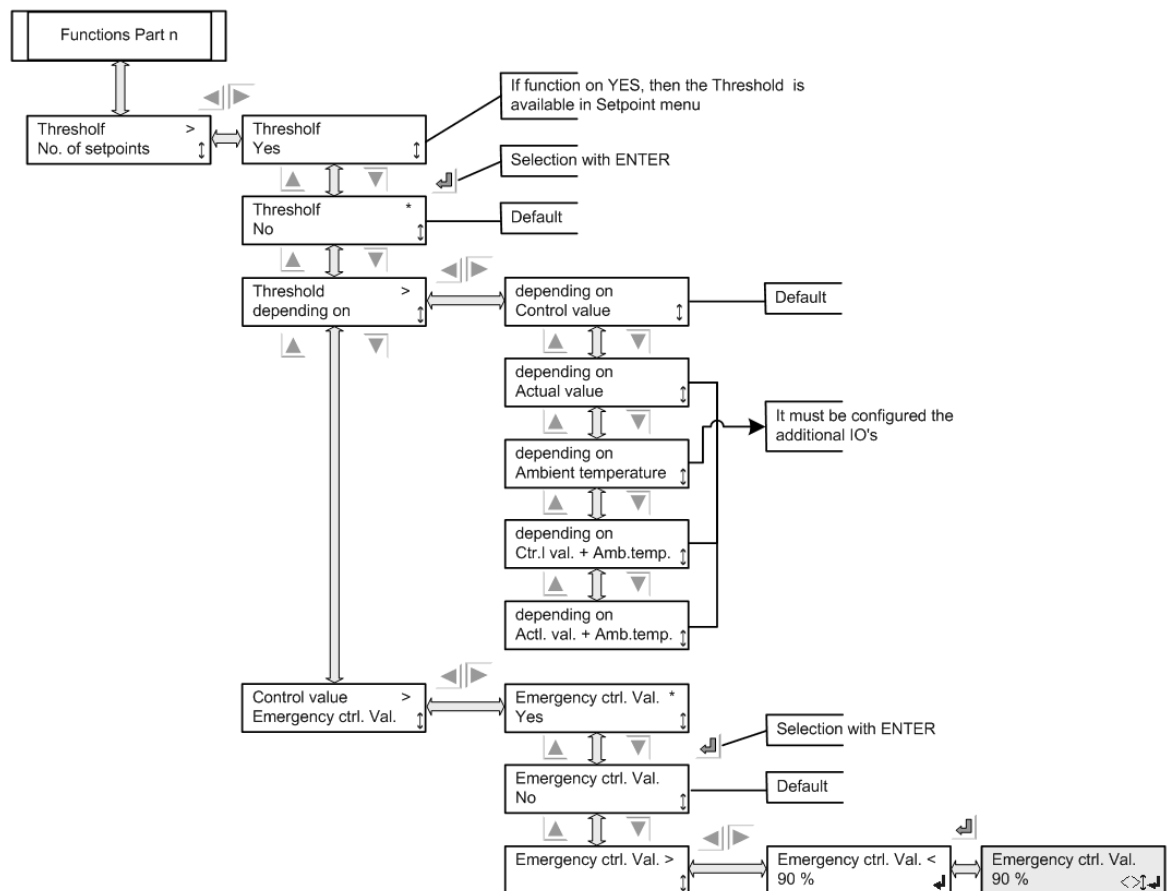 Functions Part n
If function on YES, then the Threshold is
available in Setpoint menu
Thresholf >
No. of setpoints
Thresholf
Yes
Selection with ENTER
Thresholf *
No
Default
Threshold >
depending on
depending on
Control value
Default
depending on
Actual value
It must be configured the
additional IO's
depending on
Ambient temperature
depending on
Ctr.l val. + Amb.temp.
depending on
Actl. val. + Amb.temp.
Control value >
Emergency ctrl. Val.
Emergency ctrl. Val. *
Yes
Selection with ENTER
Emergency ctrl. Val.
No
Default
Emergency ctrl. Val. >
Emergency ctrl. Val. <
90 %
Emergency ctrl. Val.
90 % <>